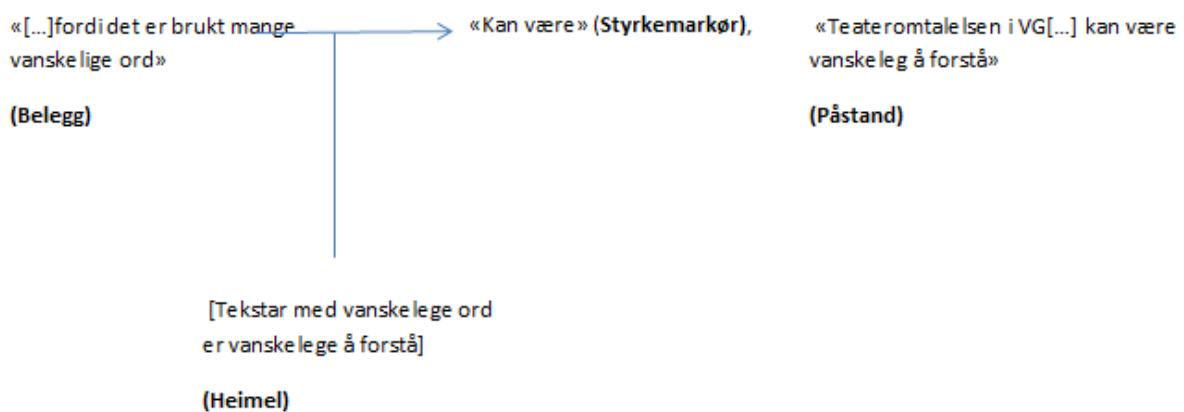 «[...]fordi det er brukt mange
vanskelige ord»
(Belegg)
«Kan være» (Styrkemarkør),
«Teateromtalelsen i VG[...] kan være
vanskeleg å forstå»
(Påstand)
[Tekstar med vanskelege ord
er vanskelege å forstå]
(Heimel)